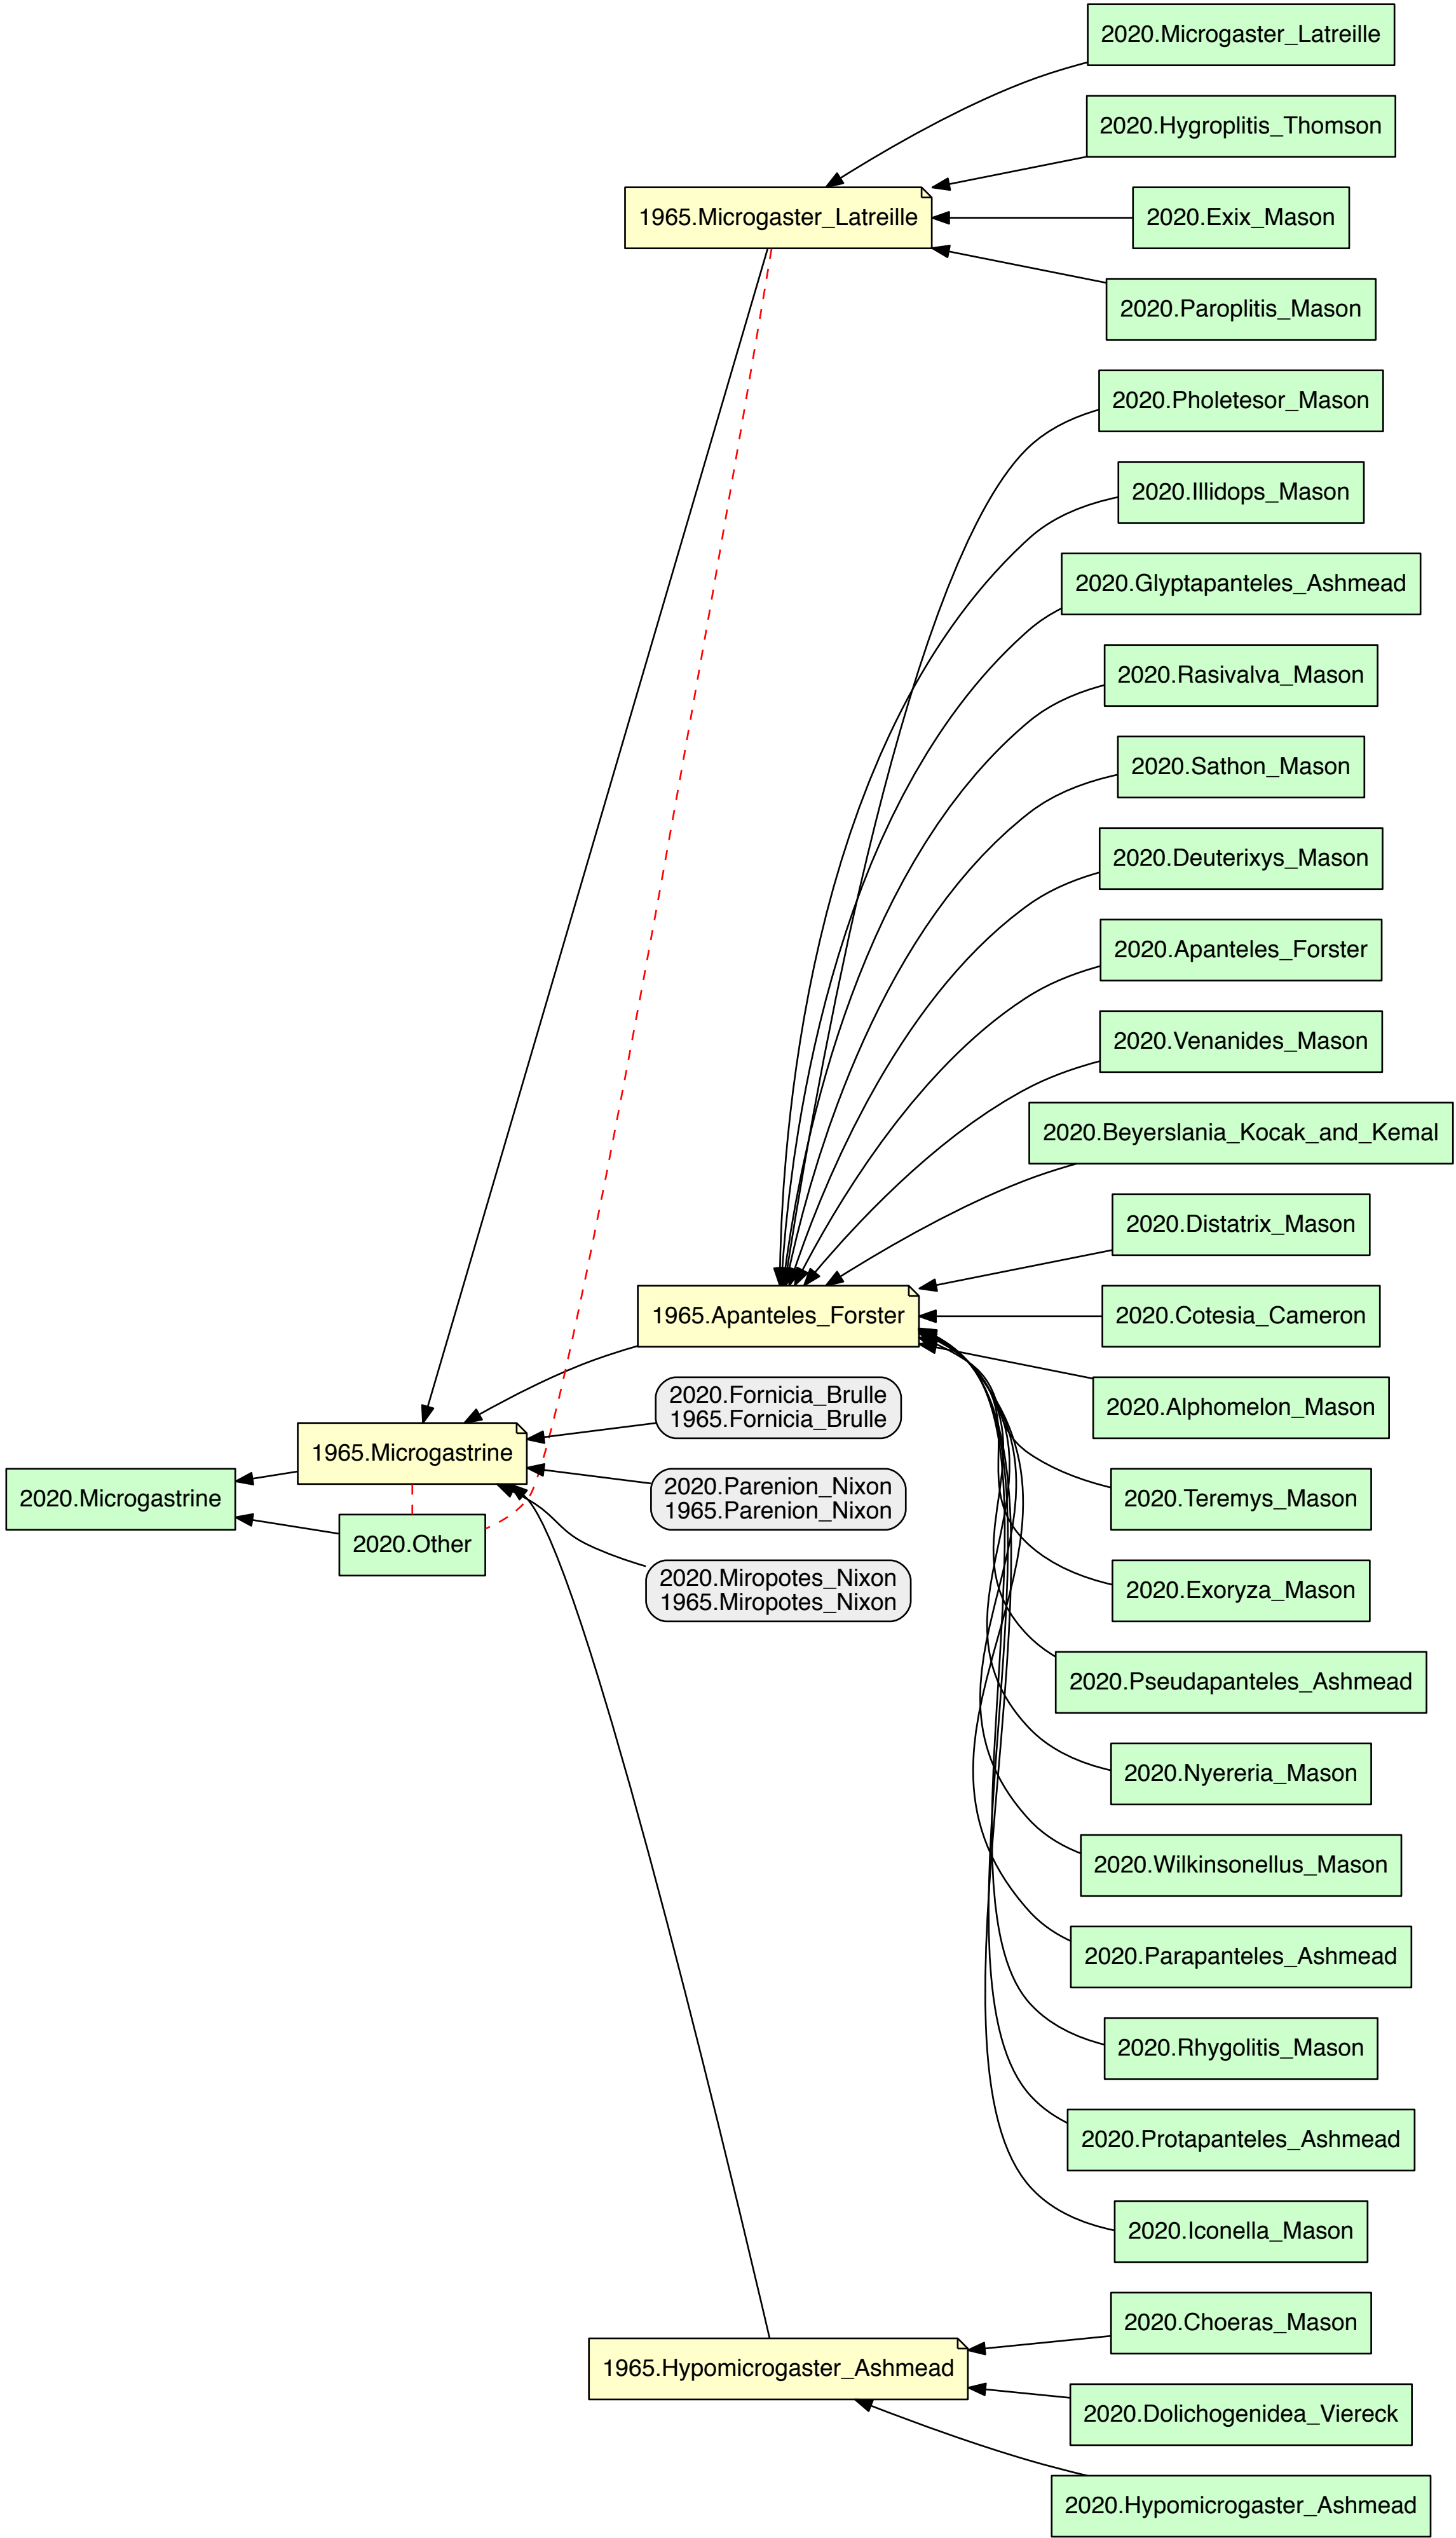 2020.Microgaster_Latreille
2020.Hygroplitis_Thomson
1965.Microgaster_Latreille
2020.Exix_Mason
2020.Paroplitis_Mason
2020.Pholetesor_Mason
2020.Illidops_Mason
2020.Glyptapanteles_Ashmead
2020.Rasivalva_Mason
2020.Sathon_Mason
2020.Deuterixys_Mason
2020.Apanteles_Forster
2020.Venanides_Mason
2020.Beyerslania_Kocak_and_Kemal
2020.Distatrix_Mason
1965.Apanteles_Forster
2020.Cotesia_Cameron
2020.Fornicia_Brulle
1965.Fornicia_Brulle
2020.Alphomelon_Mason
1965.Microgastrine
2020.Microgastrine
2020.Parenion_Nixon
1965.Parenion_Nixon
2020.Teremys_Mason
2020.Other
2020.Miropotes_Nixon
1965.Miropotes_Nixon
2020.Exoryza_Mason
2020.Pseudapanteles_Ashmead
2020.Nyereria_Mason
2020.Wilkinsonellus_Mason
2020.Parapanteles_Ashmead
2020.Rhygolitis_Mason
2020.Protapanteles_Ashmead
2020.Iconella_Mason
2020.Choeras_Mason
1965.Hypomicrogaster_Ashmead
2020.Dolichogenidea_Viereck
2020.Hypomicrogaster_Ashmead